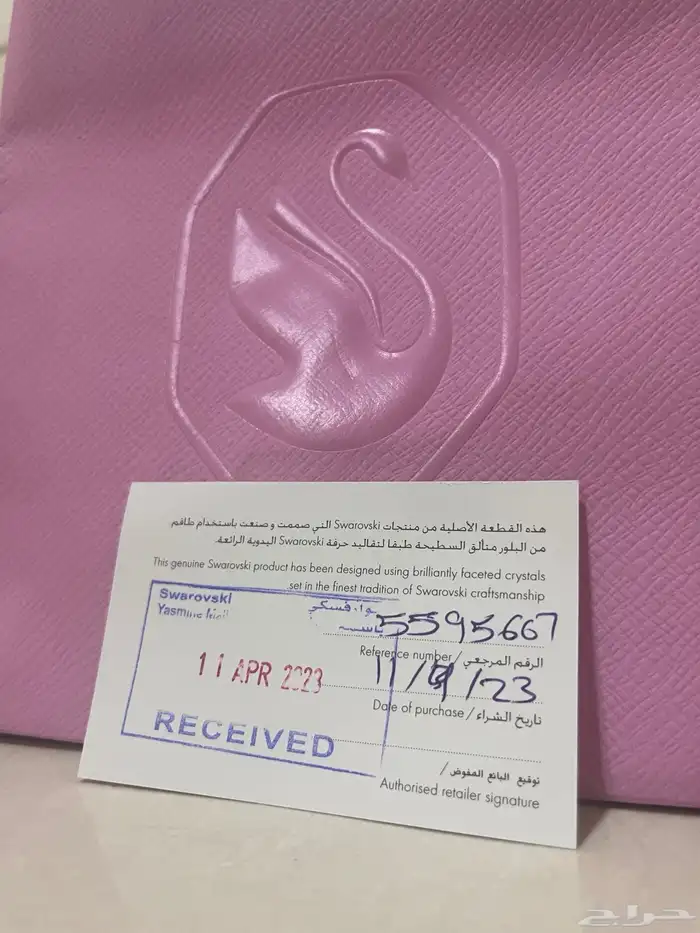 هذه القطعة الأصلية من منتجات Swarovski التي صممت و صنعت باستخدام طاقم
من البلور متألق السطيحة طبقا لتقاليد حرفة Swarovski اليدوية الرائعة.
This genuine Swarovski product has been designed using brilliantly faceted crystals
set in the finest tradition of Swarovski craftsmanship
Swarovski
Yasmine
5595667
Reference number / الرقم المرجعي
11 APR 2023
11/4/23
Date of purchase / تاريخ الشراء
RECEIVED
توقيع البائع المفوض /
Authorised retailer signature
حراج